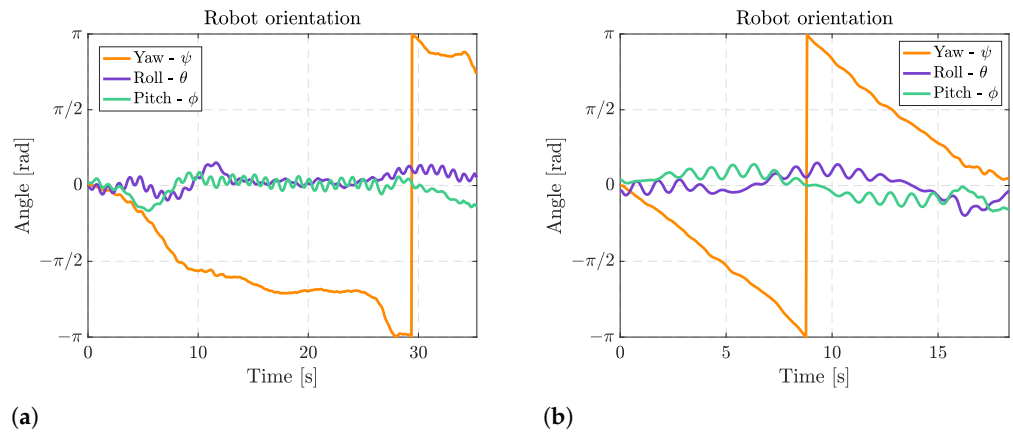 Robot orientation
π
π/2
0
−π/2
−π
Angle [rad]
Yaw - ψ
Roll - θ
Pitch - ϕ
0
10
20
30
Time [s]
(a)
Robot orientation
π
π/2
0
−π/2
−π
Angle [rad]
Yaw - ψ
Roll - θ
Pitch - ϕ
0
5
10
15
Time [s]
(b)